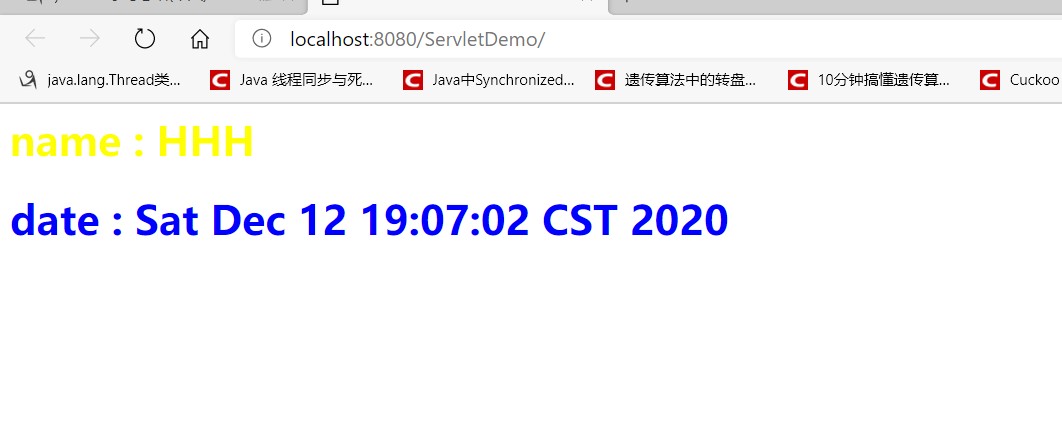 localhost:8080/ServletDemo/
java.lang.Thread类... Java 线程同步与死... Java中Synchronized... 遗传算法中的转盘... 10分钟搞懂遗传算... Cuckoo
name : HHH
date : Sat Dec 12 19:07:02 CST 2020